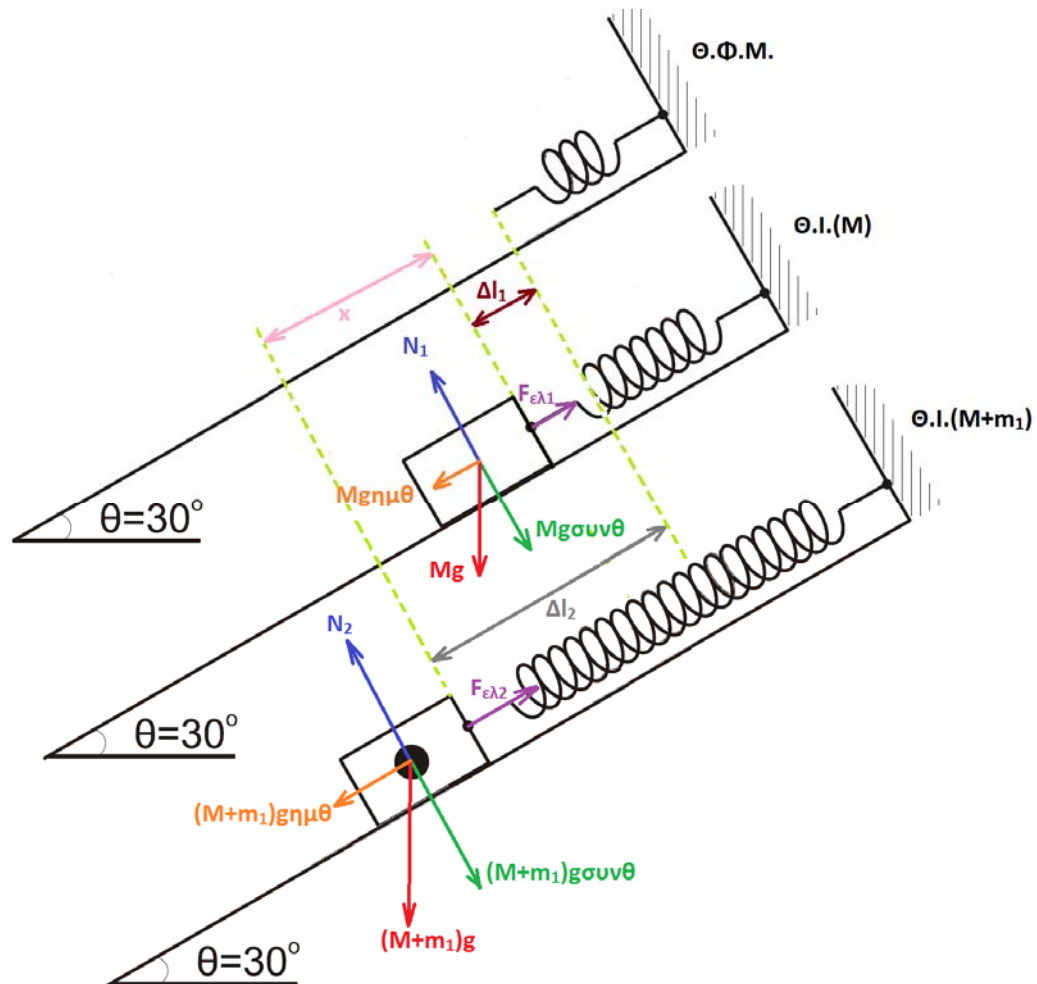 Θ.Φ.Μ.
Θ.Ι.(Μ)
Δl₁
x
N₁
Fελ1
Mgημθ
Mgσυνθ
Mg
θ=30°
Θ.Ι.(Μ+m₁)
Δl₂
N₂
Fελ2
θ=30°
(M+m₁)gημθ
(M+m₁)gσυνθ
(M+m₁)g
θ=30°